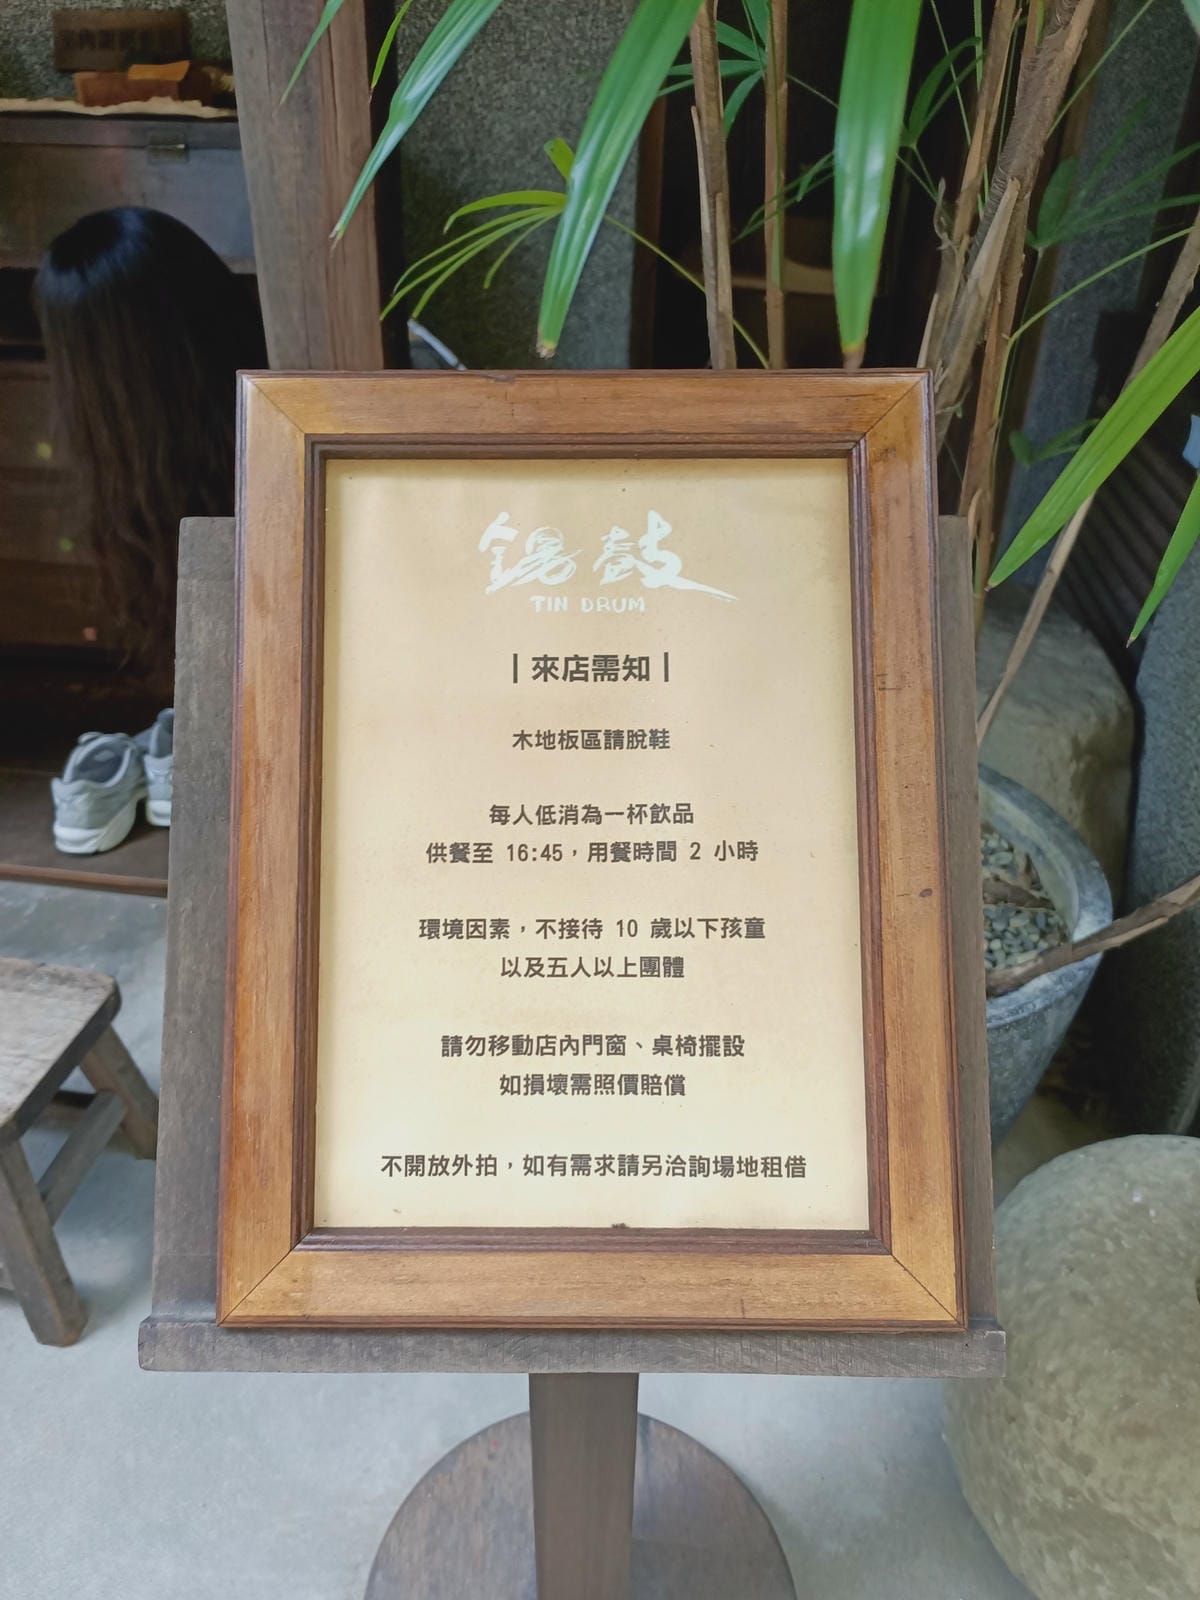 錫鼓
TIN DRUM
|來店需知|
木地板區請脫鞋
每人低消為一杯飲品
供餐至 16:45，用餐時間 2 小時
環境因素，不接待 10 歲以下孩童
以及五人以上團體
請勿移動店內門窗、桌椅擺設
如損壞需照價賠償
不開放外拍，如有需求請另洽詢場地租借